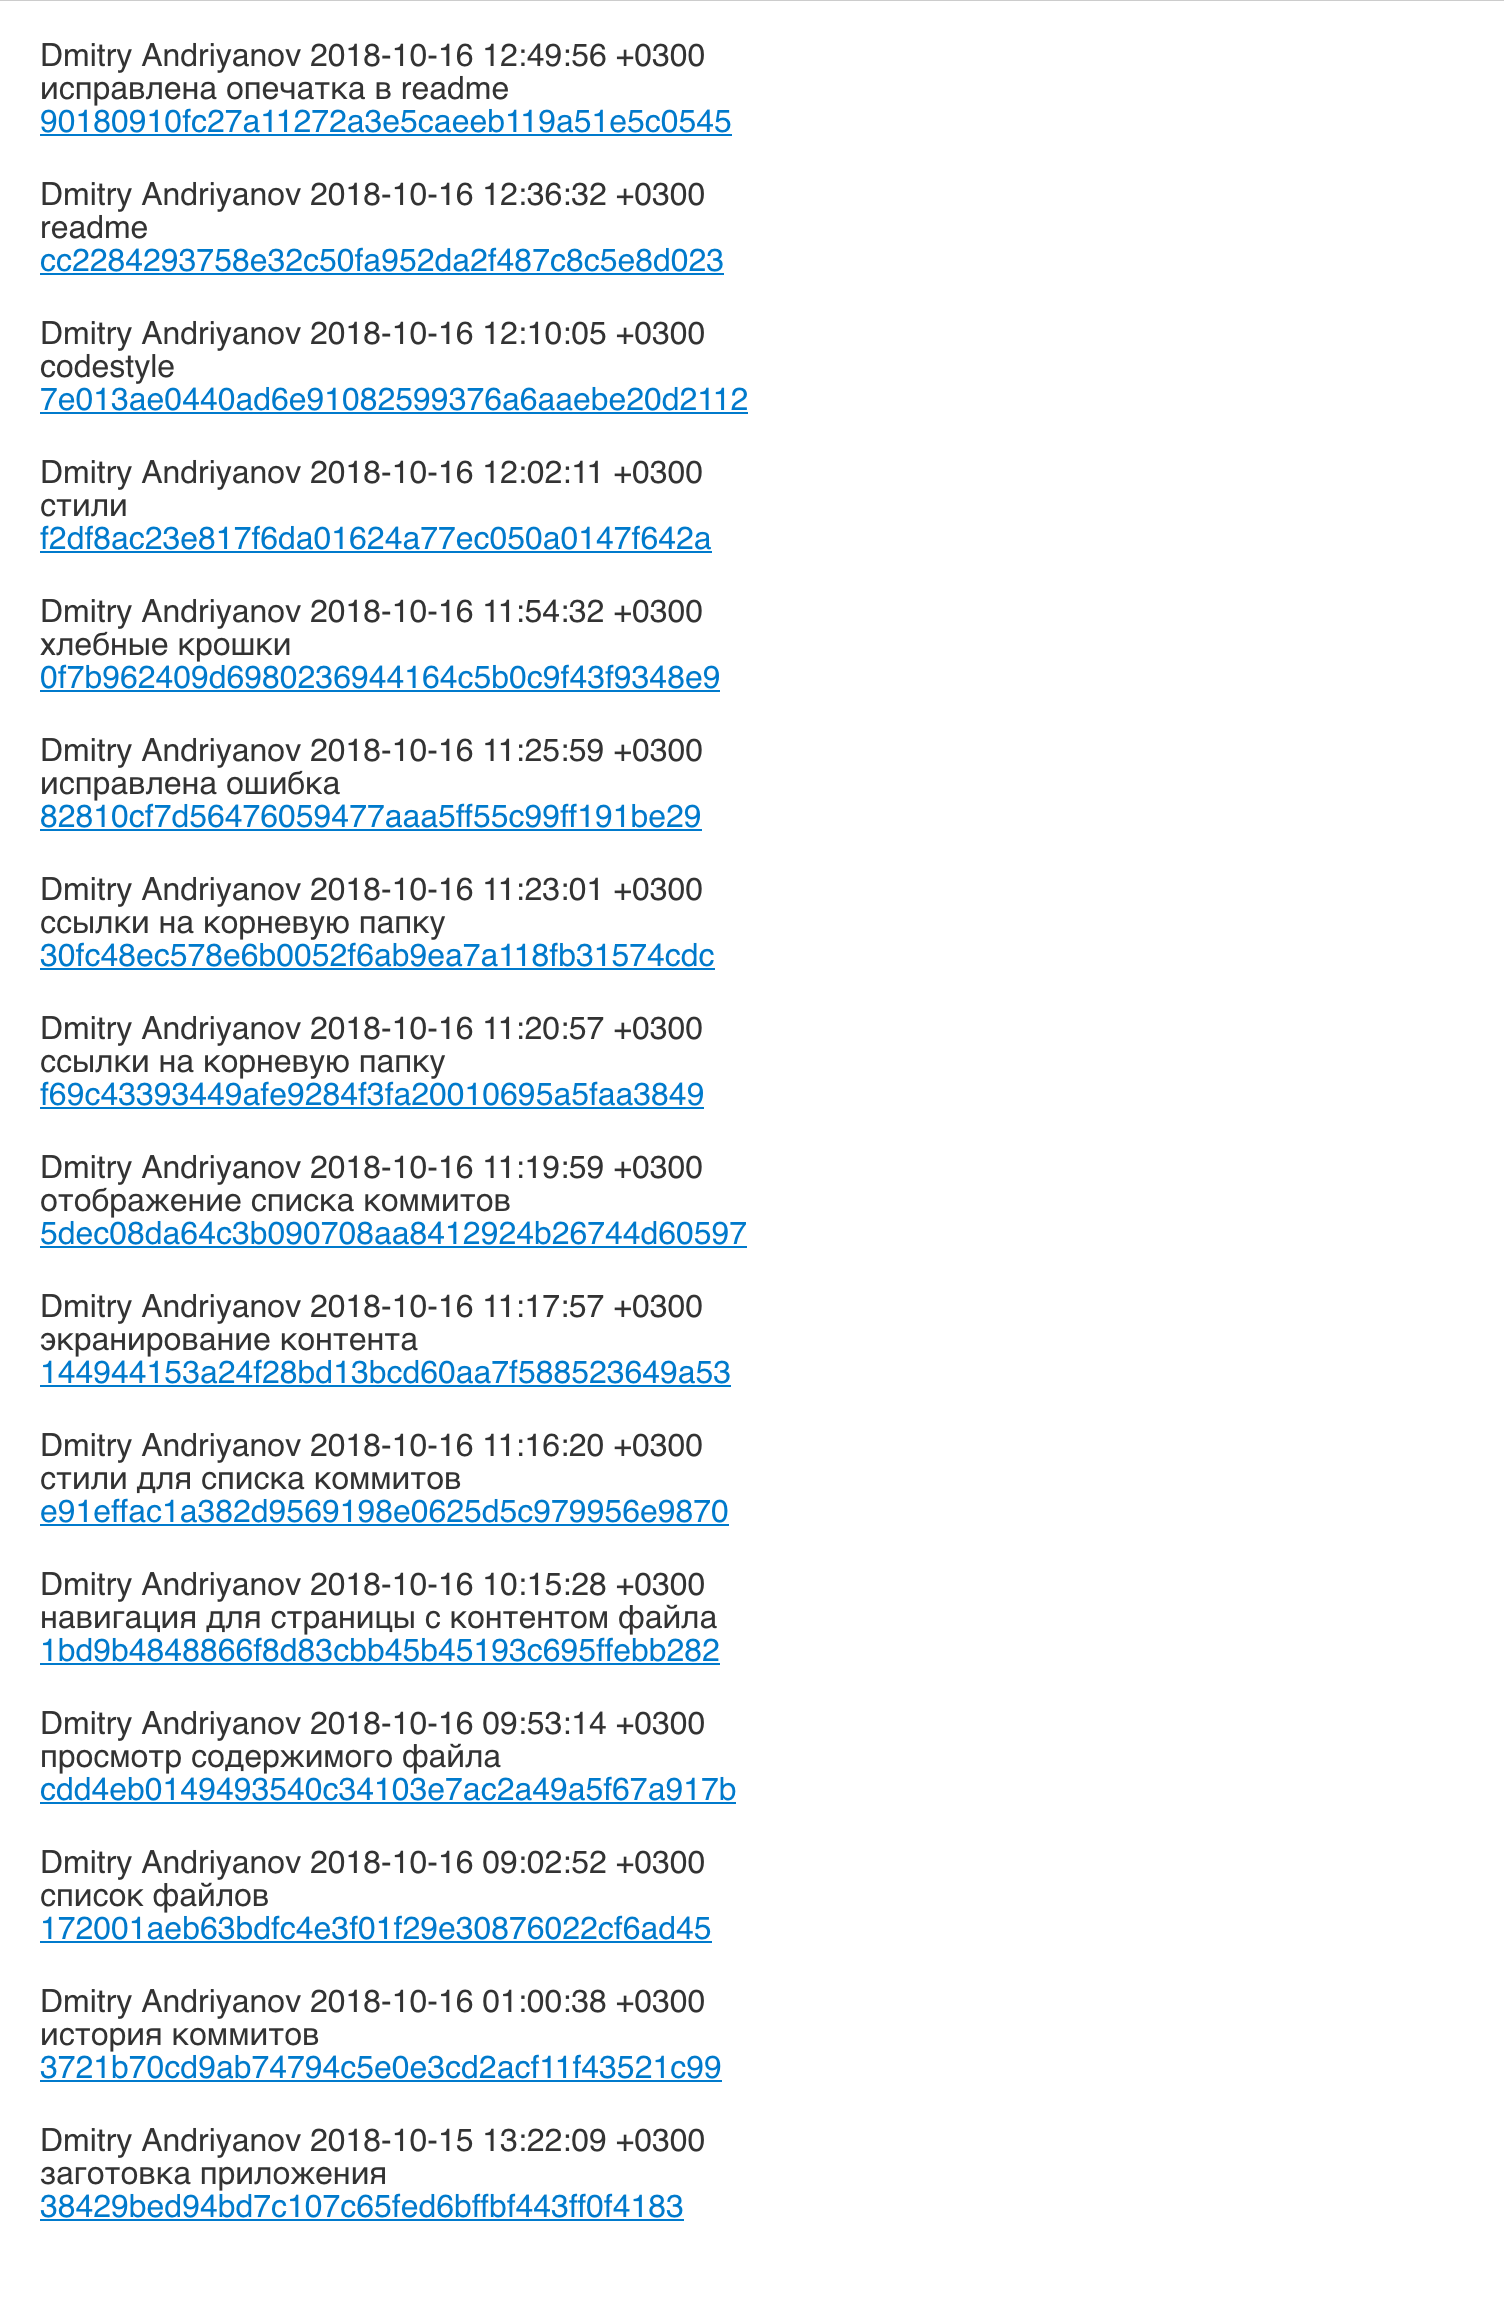 Dmitry Andriyanov 2018-10-16 12:49:56 +0300
исправлена опечатка в readme
90180910fc27a11272a3e5caeeb119a51e5c0545
Dmitry Andriyanov 2018-10-16 12:36:32 +0300
readme
cc2284293758e32c50fa952da2f487c8c5e8d023
Dmitry Andriyanov 2018-10-16 12:10:05 +0300
codestyle
7e013ae0440ad6e91082599376a6aaebe20d2112
Dmitry Andriyanov 2018-10-16 12:02:11 +0300
стили
f2df8ac23e817f6da01624a77ec050a0147f642a
Dmitry Andriyanov 2018-10-16 11:54:32 +0300
хлебные крошки
0f7b962409d6980236944164c5b0c9f43f9348e9
Dmitry Andriyanov 2018-10-16 11:25:59 +0300
исправлена ошибка
82810cf7d56476059477aaa5ff55c99ff191be29
Dmitry Andriyanov 2018-10-16 11:23:01 +0300
ссылки на корневую папку
30fc48ec578e6b0052f6ab9ea7a118fb31574cdc
Dmitry Andriyanov 2018-10-16 11:20:57 +0300
ссылки на корневую папку
f69c43393449afe9284f3fa20010695a5faa3849
Dmitry Andriyanov 2018-10-16 11:19:59 +0300
отображение списка коммитов
5dec08da64c3b090708aa8412924b26744d60597
Dmitry Andriyanov 2018-10-16 11:17:57 +0300
экранирование контента
144944153a24f28bd13bcd60aa7f588523649a53
Dmitry Andriyanov 2018-10-16 11:16:20 +0300
стили для списка коммитов
e91effac1a382d9569198e0625d5c979956e9870
Dmitry Andriyanov 2018-10-16 10:15:28 +0300
навигация для страницы с контентом файла
1bd9b4848866f8d83cbb45b45193c695ffebb282
Dmitry Andriyanov 2018-10-16 09:53:14 +0300
просмотр содержимого файла
cdd4eb0149493540c34103e7ac2a49a5f67a917b
Dmitry Andriyanov 2018-10-16 09:02:52 +0300
список файлов
172001aeb63bdfc4e3f01f29e30876022cf6ad45
Dmitry Andriyanov 2018-10-16 01:00:38 +0300
история коммитов
3721b70cd9ab74794c5e0e3cd2acf11f43521c99
Dmitry Andriyanov 2018-10-15 13:22:09 +0300
заготовка приложения
38429bed94bd7c107c65fed6bffbf443ff0f4183